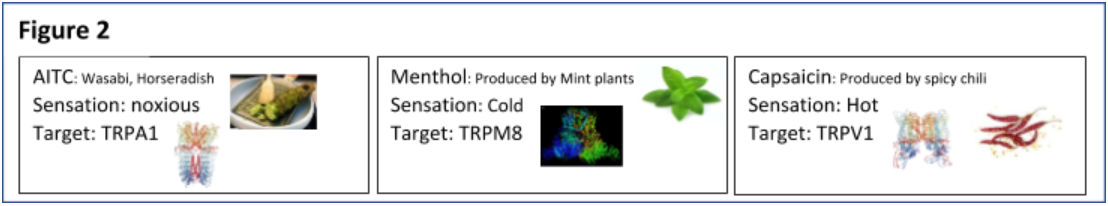 Figure 2
AITC: Wasabi, Horseradish
Sensation: noxious
Target: TRPA1
Menthol: Produced by Mint plants
Sensation: Cold
Target: TRPM8
Capsaicin: Produced by spicy chili
Sensation: Hot
Target: TRPV1